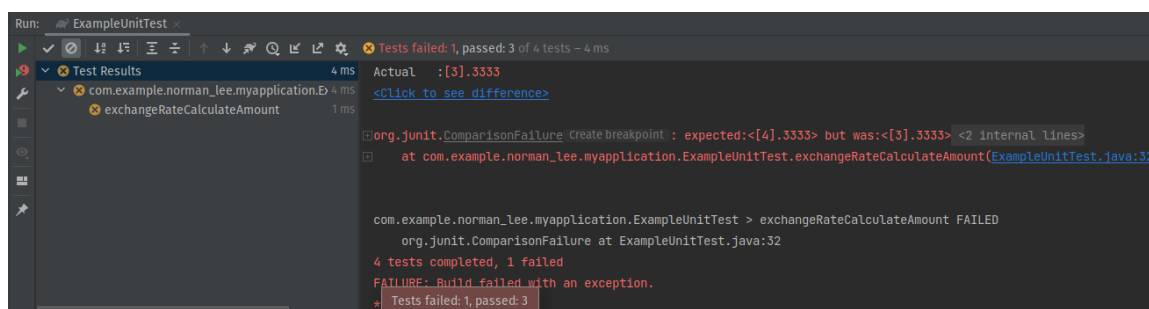 Run: ExampleUnitTest ×
Tests failed: 1, passed: 3 of 4 tests – 4 ms
Test Results 4 ms
Actual :[3].3333
com.example.norman_lee.myapplication.Ex 4 ms
<Click to see difference>
exchangeRateCalculateAmount 1 ms
org.junit.ComparisonFailure Create breakpoint : expected:<[4].3333> but was:<[3].3333> <2 internal lines>
at com.example.norman_lee.myapplication.ExampleUnitTest.exchangeRateCalculateAmount(ExampleUnitTest.java:32
com.example.norman_lee.myapplication.ExampleUnitTest > exchangeRateCalculateAmount FAILED
org.junit.ComparisonFailure at ExampleUnitTest.java:32
4 tests completed, 1 failed
FAILURE: Build failed with an exception.
*
Tests failed: 1, passed: 3